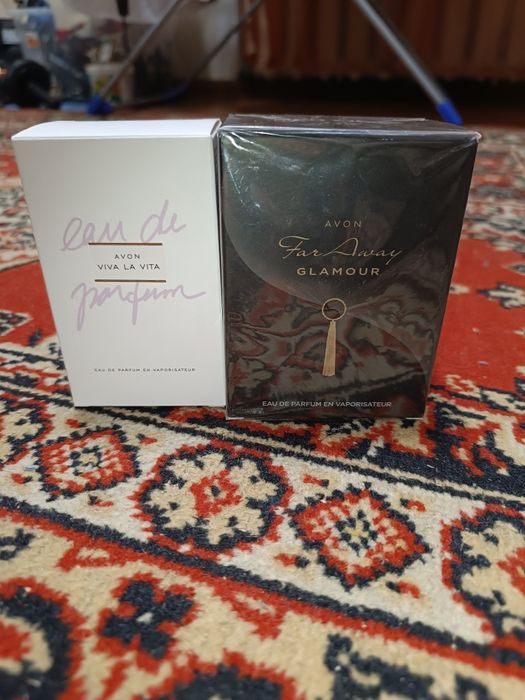 eau de
AVON
VIVA LA VITA
parfum
EAU DE PARFUM EN VAPORISATEUR
AVON
Far Away
GLAMOUR
EAU DE PARFUM EN VAPORISATEUR